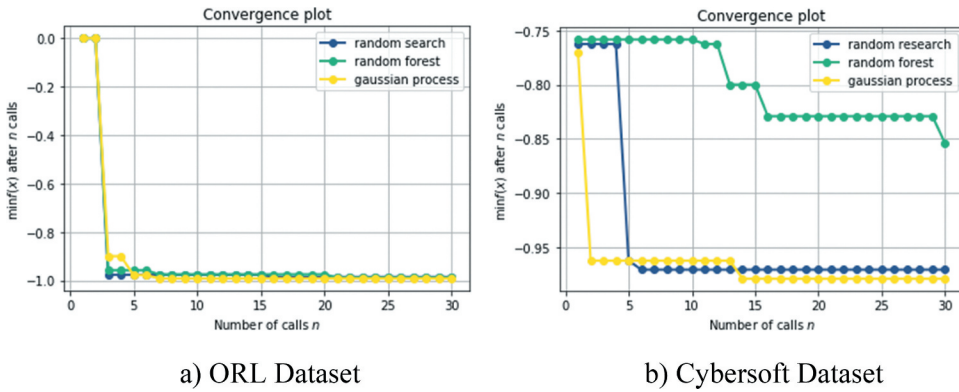 Convergence plot
0.0
−0.2
−0.4
−0.6
−0.8
−1.0
min f(x) after n calls
random search
random forest
gaussian process
0 5 10 15 20 25 30
Number of calls n
a) ORL Dataset
Convergence plot
−0.75
−0.80
−0.85
−0.90
−0.95
min f(x) after n calls
random research
random forest
gaussian process
0 5 10 15 20 25 30
Number of calls n
b) Cybersoft Dataset